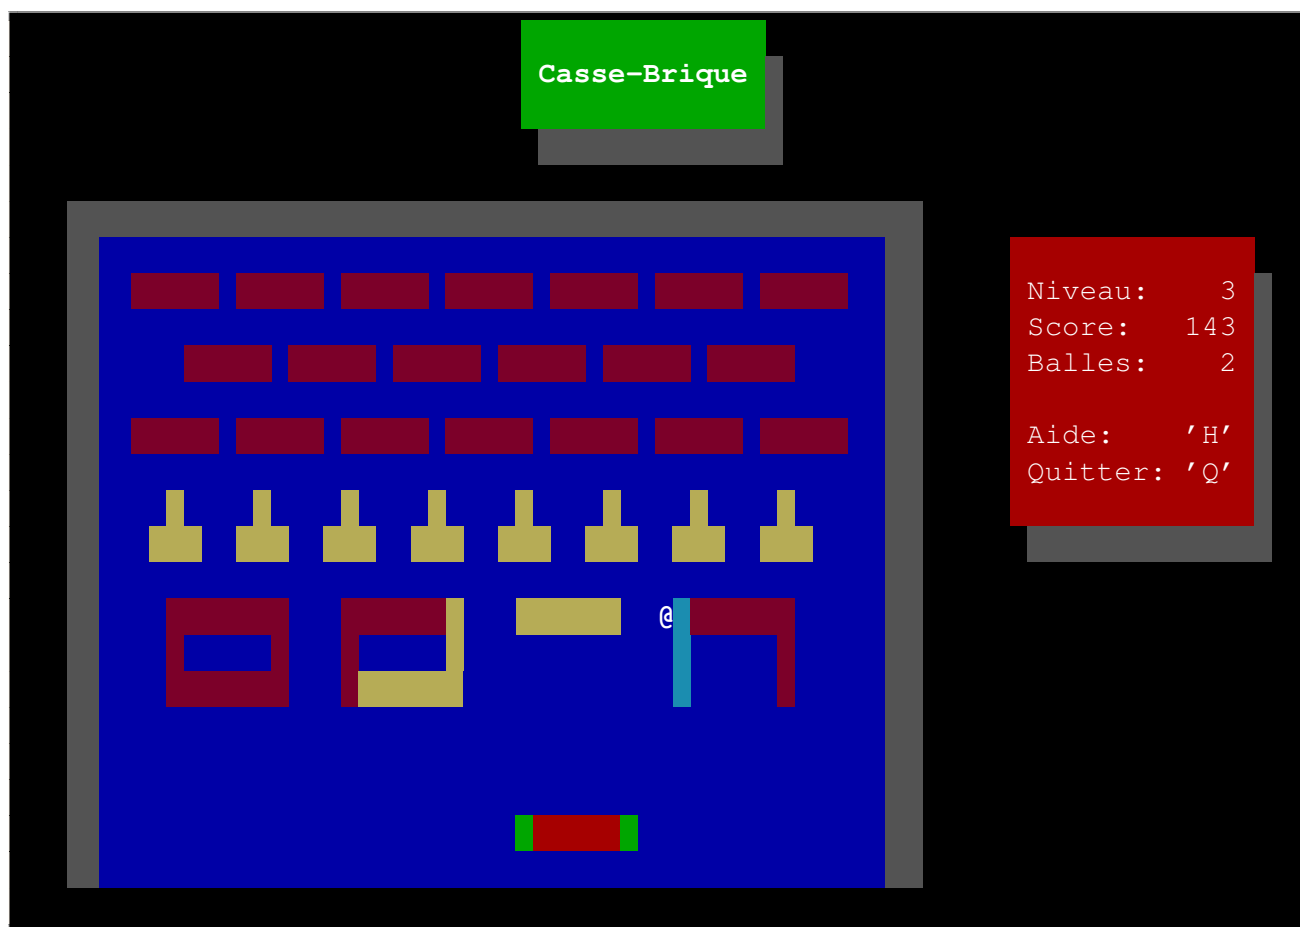 Casse-Brique
Niveau: 3
Score: 143
Balles: 2
Aide: 'H'
Quitter: 'Q'
@